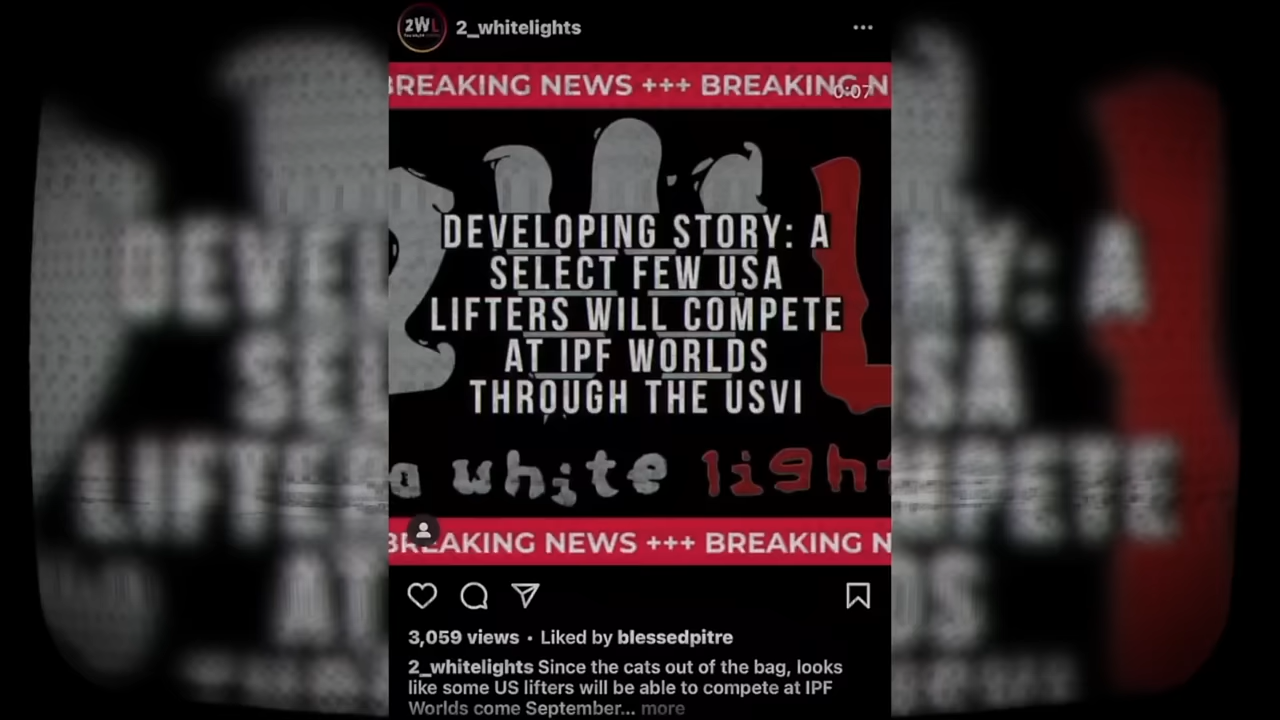 2WL
2_whitelights
BREAKING NEWS +++ BREAKING N
0:07
DEVELOPING STORY: A
SELECT FEW USA
LIFTERS WILL COMPETE
AT IPF WORLDS
THROUGH THE USVI
white light
BREAKING NEWS +++ BREAKING N
3,059 views • Liked by blessedpitre
2_whitelights Since the cats out of the bag, looks
like some US lifters will be able to compete at IPF
Worlds come September... more